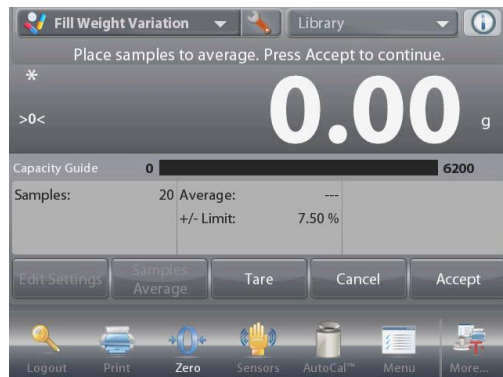 Fill Weight Variation
Library
Place samples to average. Press Accept to continue.
*
>0<
0.00 g
Capacity Guide 0 6200
Samples: 20 Average: ---
+/- Limit: 7.50 %
Edit Settings
Samples Average
Tare
Cancel
Accept
Logout
Print
Zero
Sensors
AutoCal™
Menu
More...